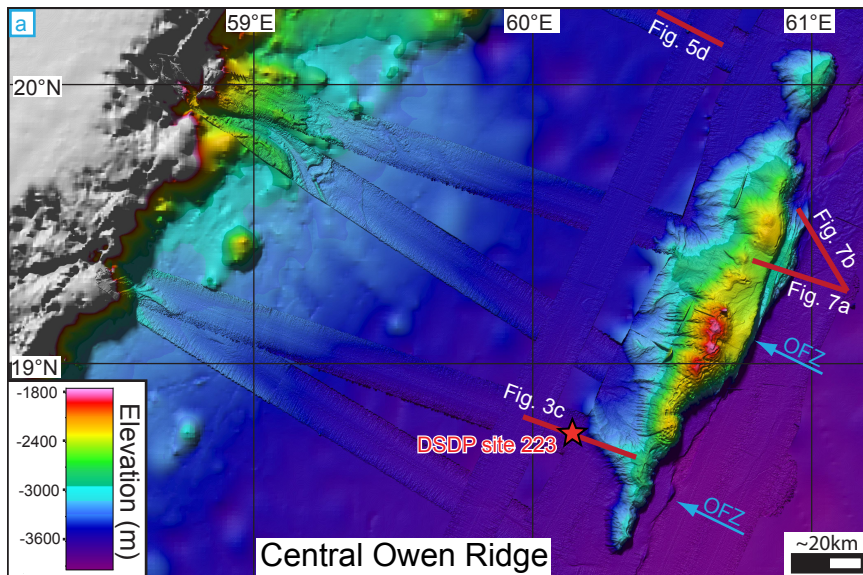 a
59°E
60°E
61°E
Fig. 5d
20°N
Fig. 7b
Fig. 7a
OFZ
19°N
Fig. 3c
DSDP site 223
OFZ
-1800
-2400
-3000
-3600
Elevation (m)
Central Owen Ridge
~20km